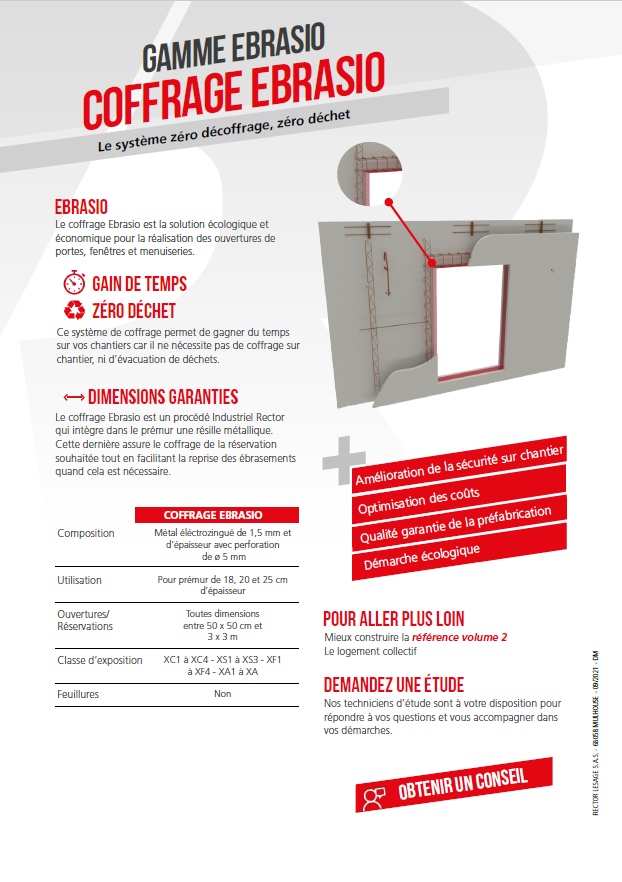 GAMME EBRASIO
COFFRAGE EBRASIO
Le système zéro décoffrage, zéro déchet
EBRASIO
Le coffrage Ebrasio est la solution écologique et
économique pour la réalisation des ouvertures de
portes, fenêtres et menuiseries.
GAIN DE TEMPS
ZÉRO DÉCHET
Ce système de coffrage permet de gagner du temps
sur vos chantiers car il ne nécessite pas de coffrage sur
chantier, ni d'évacuation de déchets.
DIMENSIONS GARANTIES
Le coffrage Ebrasio est un procédé Industriel Rector
qui intègre dans le prémur une résille métallique.
Cette dernière assure le coffrage de la réservation
souhaitée tout en facilitant la reprise des ébrasements
quand cela est nécessaire.
COFFRAGE EBRASIO
Composition
Métal éléctrozingué de 1,5 mm et
d'épaisseur avec perforation
de ø 5 mm
Utilisation
Pour prémur de 18, 20 et 25 cm
d'épaisseur
Ouvertures/
Réservations
Toutes dimensions
entre 50 x 50 cm et
3 x 3 m
Classe d'exposition
XC1 à XC4 - XS1 à XS3 - XF1
à XF4 - XA1 à XA
Feuillures
Non
+
Amélioration de la sécurité sur chantier
Optimisation des coûts
Qualité garantie de la préfabrication
Démarche écologique
POUR ALLER PLUS LOIN
Mieux construire la référence volume 2
Le logement collectif
DEMANDEZ UNE ÉTUDE
Nos techniciens d'étude sont à votre disposition pour
répondre à vos questions et vous accompagner dans
vos démarches.
OBTENIR UN CONSEIL
RECTOR LESAGE S.A.S. - 68058 MULHOUSE - 09/2021 - DM